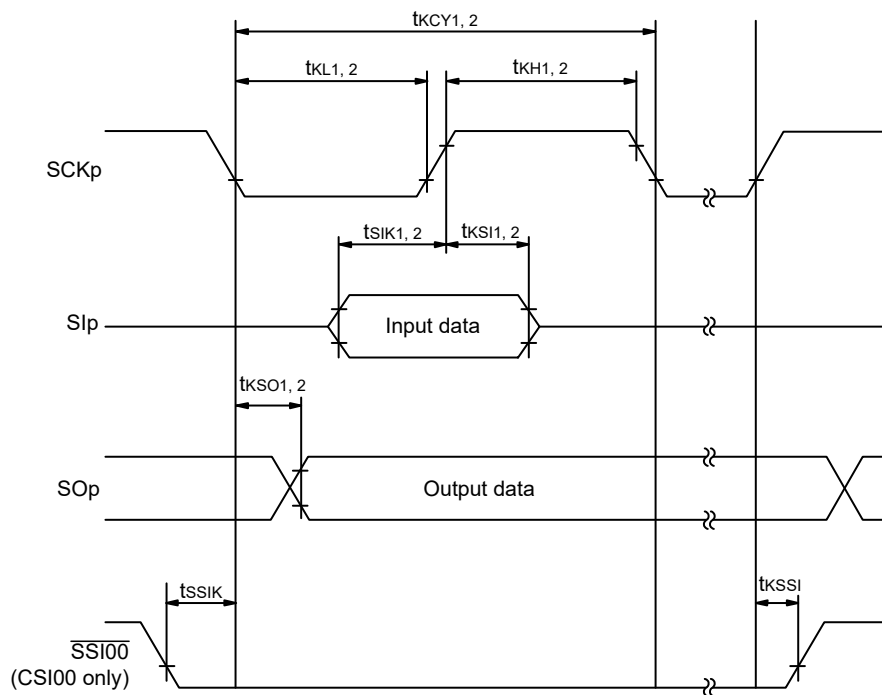 tKCY1, 2
tKL1, 2
tKH1, 2
SCKp
tSIK1, 2
tKSI1, 2
SIp
Input data
tKSO1, 2
SOp
Output data
tSSIK
tKSSI
SSI00
(CSI00 only)